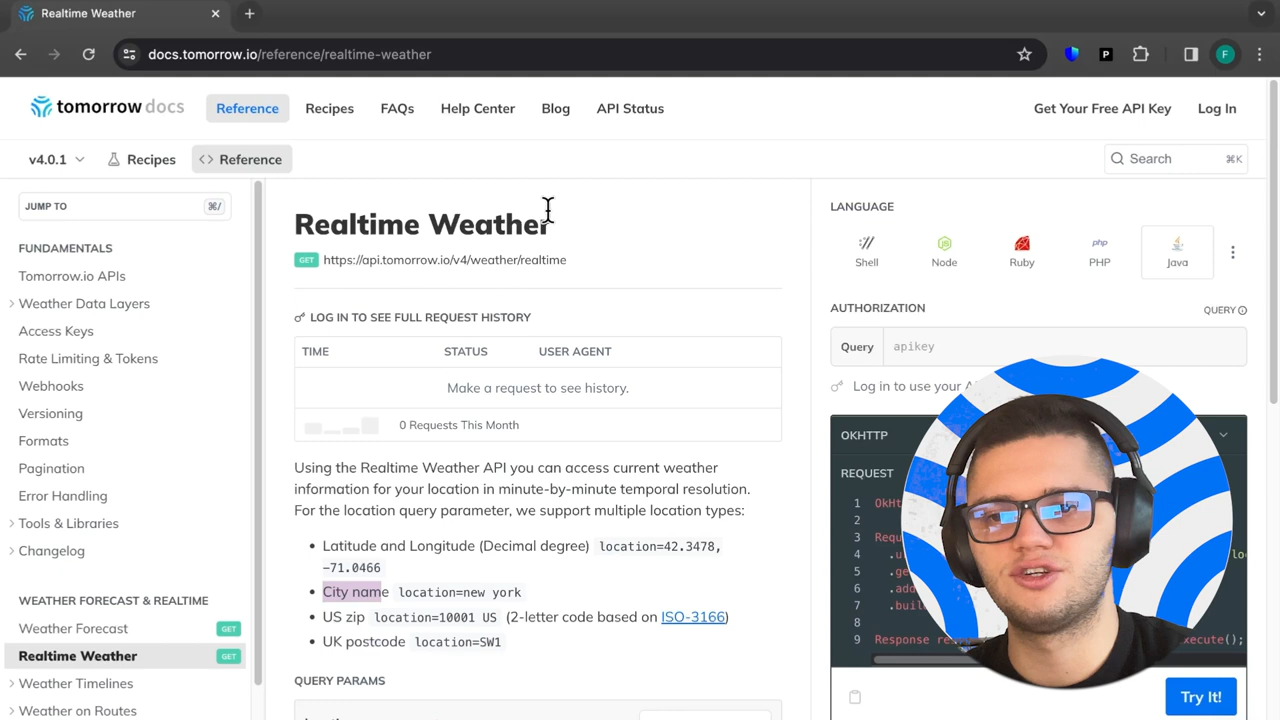 Realtime Weather
docs.tomorrow.io/reference/realtime-weather
P
F
tomorrow docs
Reference
Recipes
FAQs
Help Center
Blog
API Status
Get Your Free API Key
Log In
v4.0.1
Recipes
<> Reference
Search
⌘K
JUMP TO
⌘/
FUNDAMENTALS
Tomorrow.io APIs
Weather Data Layers
Access Keys
Rate Limiting & Tokens
Webhooks
Versioning
Formats
Pagination
Error Handling
Tools & Libraries
Changelog
WEATHER FORECAST & REALTIME
Weather Forecast GET
Realtime Weather GET
Weather Timelines
Weather on Routes
Realtime Weather
GET https://api.tomorrow.io/v4/weather/realtime
LOG IN TO SEE FULL REQUEST HISTORY
TIME STATUS USER AGENT
Make a request to see history.
0 Requests This Month
Using the Realtime Weather API you can access current weather
information for your location in minute-by-minute temporal resolution.
For the location query parameter, we support multiple location types:
• Latitude and Longitude (Decimal degree) location=42.3478,
-71.0466
• City name location=new york
• US zip location=10001 US (2-letter code based on ISO-3166)
• UK postcode location=SW1
QUERY PARAMS
LANGUAGE
Shell
Node
php
Ruby
PHP
Java
AUTHORIZATION
QUERY
Query apikey
Log in to use your
OKHTTP
REQUEST
1 OkHt
2
3 Requ
4 .u lo
5 .ge
6 .add
7 .buil
8
9 Response xecute();
Try It!